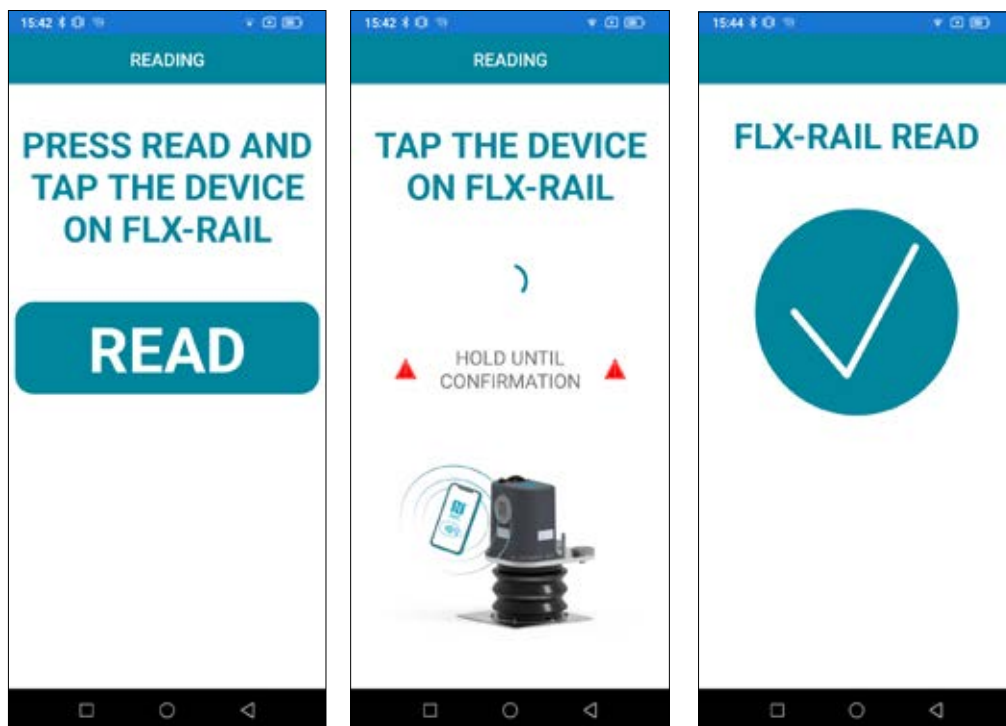 15:42
READING
PRESS READ AND
TAP THE DEVICE
ON FLX-RAIL
READ
15:42
READING
TAP THE DEVICE
ON FLX-RAIL
HOLD UNTIL
CONFIRMATION
15:44
FLX-RAIL READ